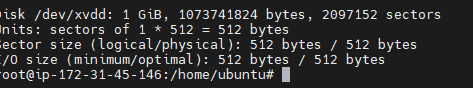 Disk /dev/xvdd: 1 GiB, 1073741824 bytes, 2097152 sectors
Units: sectors of 1 * 512 = 512 bytes
Sector size (logical/physical): 512 bytes / 512 bytes
I/O size (minimum/optimal): 512 bytes / 512 bytes
root@ip-172-31-45-146:/home/ubuntu#